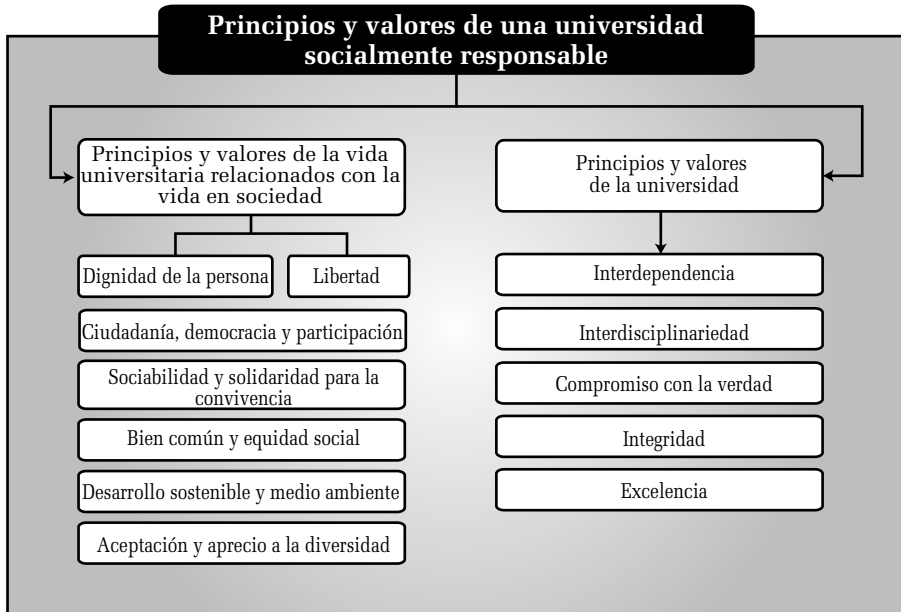 Principios y valores de una universidad
socialmente responsable
Principios y valores de la vida
universitaria relacionados con la
vida en sociedad
Dignidad de la persona
Libertad
Ciudadanía, democracia y participación
Sociabilidad y solidaridad para la
convivencia
Bien común y equidad social
Desarrollo sostenible y medio ambiente
Aceptación y aprecio a la diversidad
Principios y valores
de la universidad
Interdependencia
Interdisciplinariedad
Compromiso con la verdad
Integridad
Excelencia